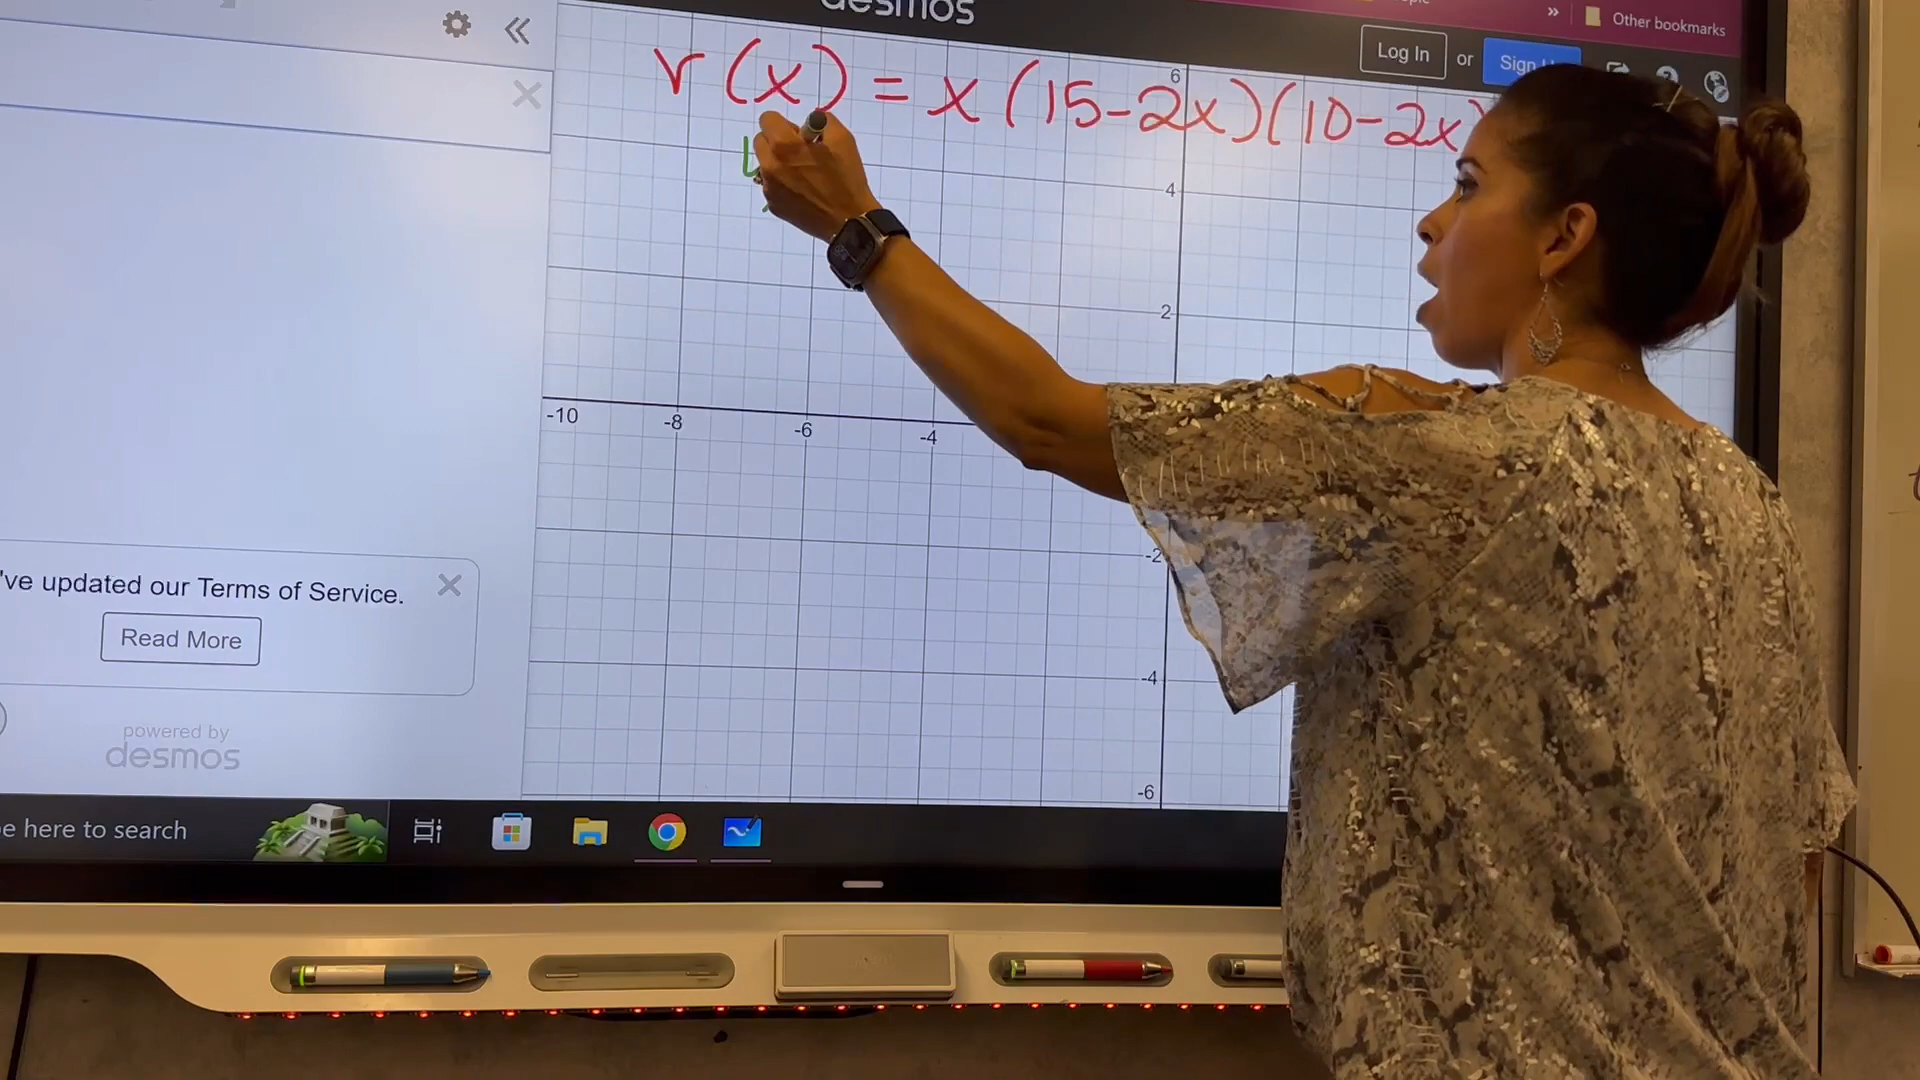 desmos
Other bookmarks
Log In or Sign
r(x) = x(15-2x)(10-2x)
6
4
2
-10 -8 -6 -4
-2
-4
-6
've updated our Terms of Service.
Read More
powered by
desmos
e here to search